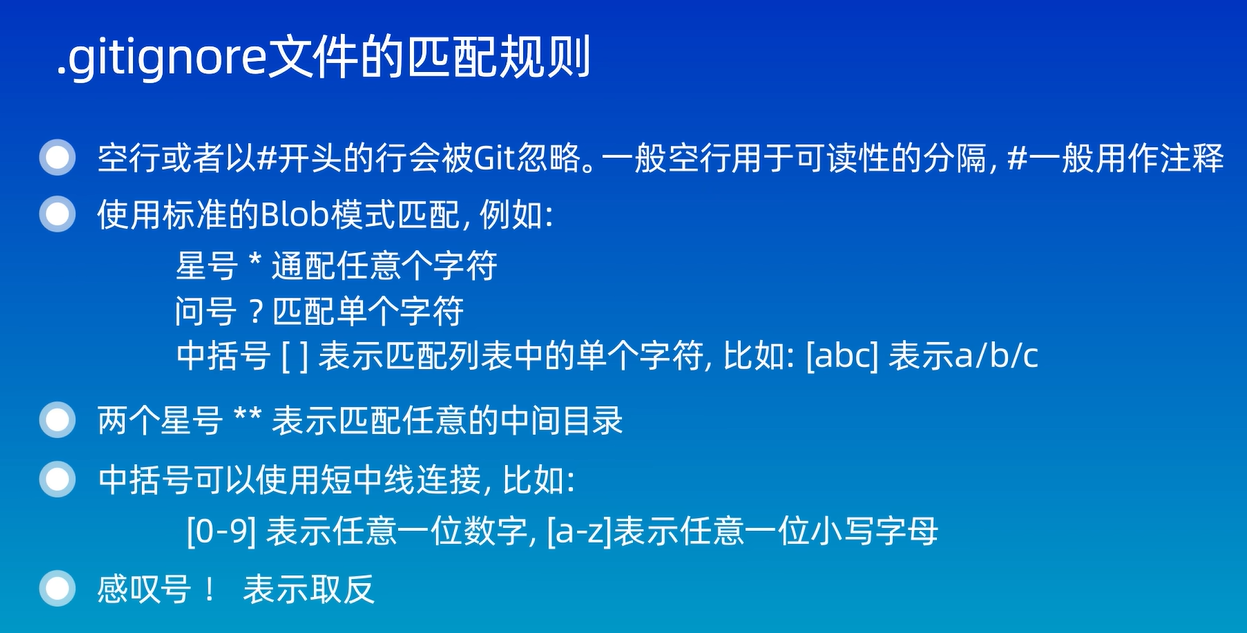 .gitignore文件的匹配规则
空行或者以#开头的行会被Git忽略。一般空行用于可读性的分隔, #一般用作注释
使用标准的Blob模式匹配, 例如:
星号 * 通配任意个字符
问号 ? 匹配单个字符
中括号 [ ] 表示匹配列表中的单个字符, 比如: [abc] 表示a/b/c
两个星号 ** 表示匹配任意的中间目录
中括号可以使用短中线连接, 比如:
[0-9] 表示任意一位数字, [a-z]表示任意一位小写字母
感叹号 ! 表示取反